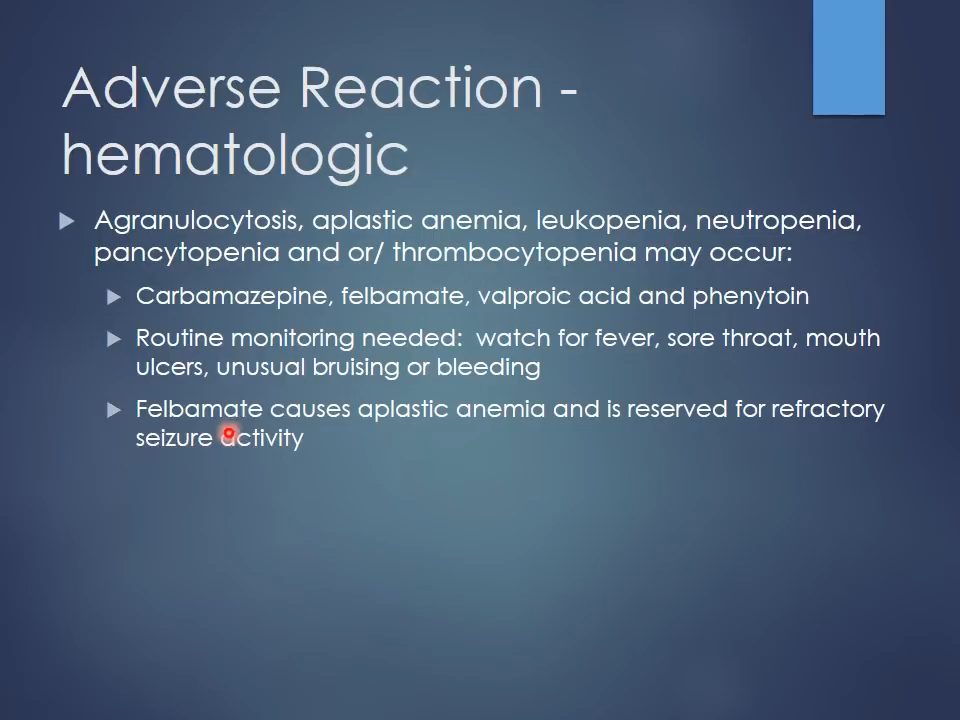 Adverse Reaction -
hematologic
Agranulocytosis, aplastic anemia, leukopenia, neutropenia,
pancytopenia and or/ thrombocytopenia may occur:
Carbamazepine, felbamate, valproic acid and phenytoin
Routine monitoring needed:  watch for fever, sore throat, mouth
ulcers, unusual bruising or bleeding
Felbamate causes aplastic anemia and is reserved for refractory
seizure activity